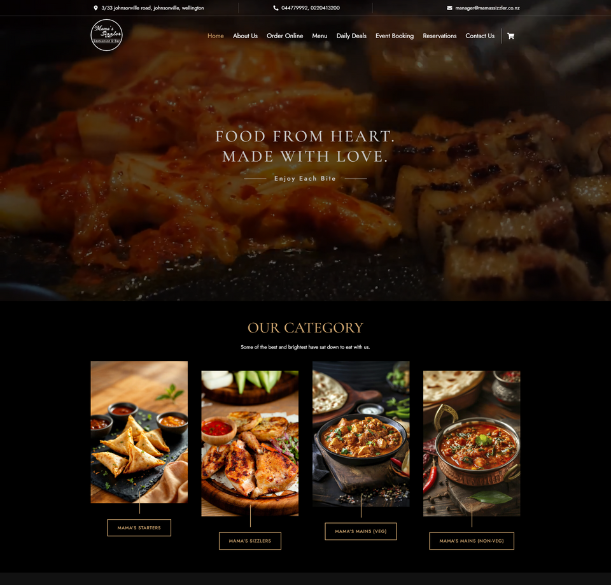 3/33 johnsonville road, johnsonville, wellington
044779992, 0220413200
manager@mamassizzler.co.nz
Mama's
Sizzler
Home About Us Order Online Menu Daily Deals Event Booking Reservations Contact Us
FOOD FROM HEART.
MADE WITH LOVE.
Enjoy Each Bite
OUR CATEGORY
Some of the best and brightest have sat down to eat with us.
MAMA'S STARTERS
MAMA'S SIZZLERS
MAMA'S MAINS (VEG)
MAMA'S MAINS (NON-VEG)